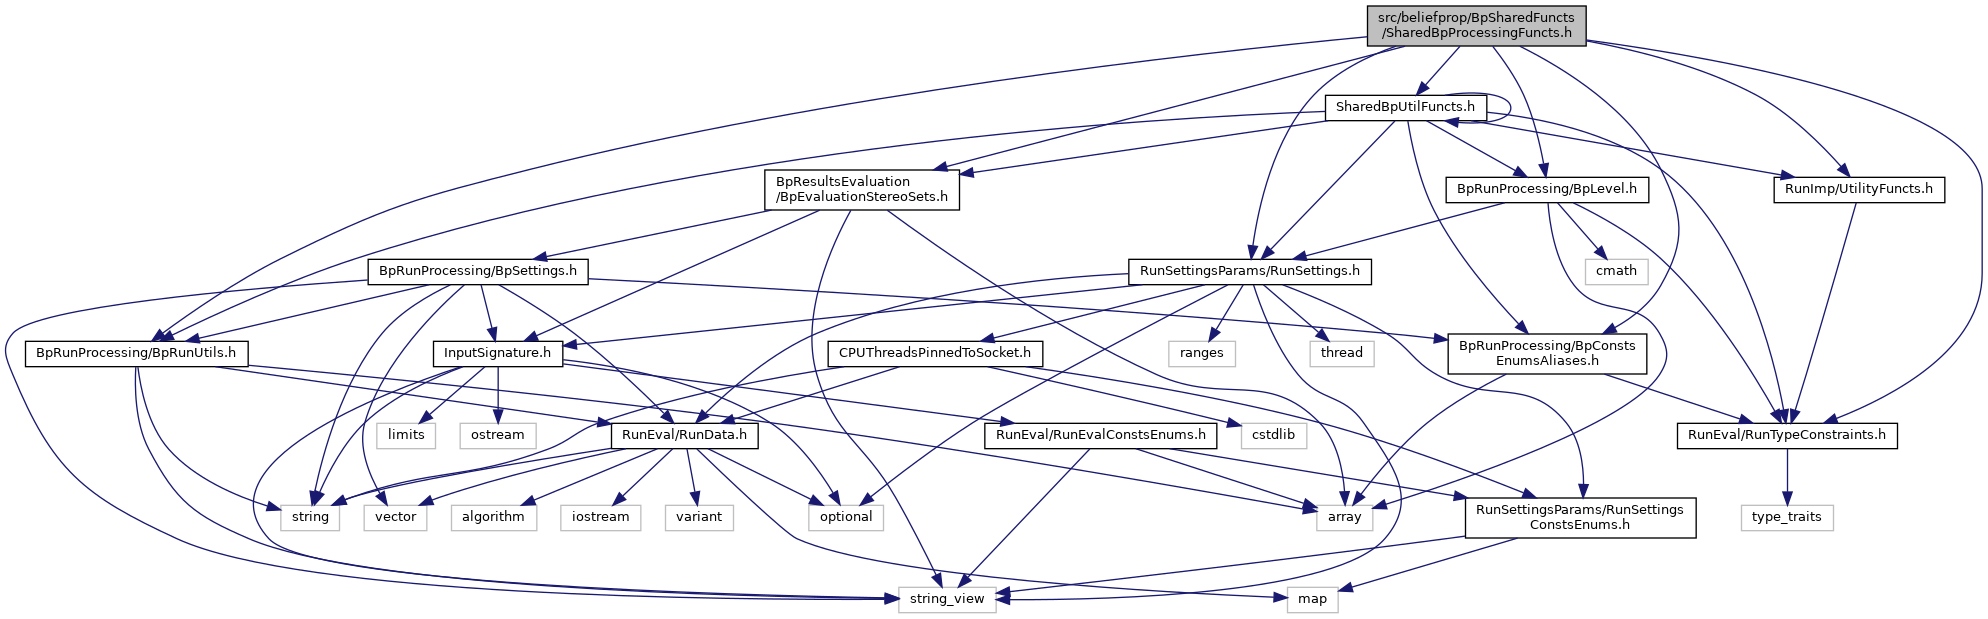 src/beliefprop/BpSharedFuncts
/SharedBpProcessingFuncts.h
SharedBpUtilFuncts.h
BpResultsEvaluation
/BpEvaluationStereoSets.h
BpRunProcessing/BpLevel.h
RunImp/UtilityFuncts.h
BpRunProcessing/BpSettings.h
RunSettingsParams/RunSettings.h
cmath
BpRunProcessing/BpRunUtils.h
InputSignature.h
CPUThreadsPinnedToSocket.h
ranges
thread
BpRunProcessing/BpConsts
EnumsAliases.h
limits
ostream
RunEval/RunData.h
RunEval/RunEvalConstsEnums.h
cstdlib
RunEval/RunTypeConstraints.h
string
vector
algorithm
iostream
variant
optional
array
RunSettingsParams/RunSettings
ConstsEnums.h
type_traits
string_view
map